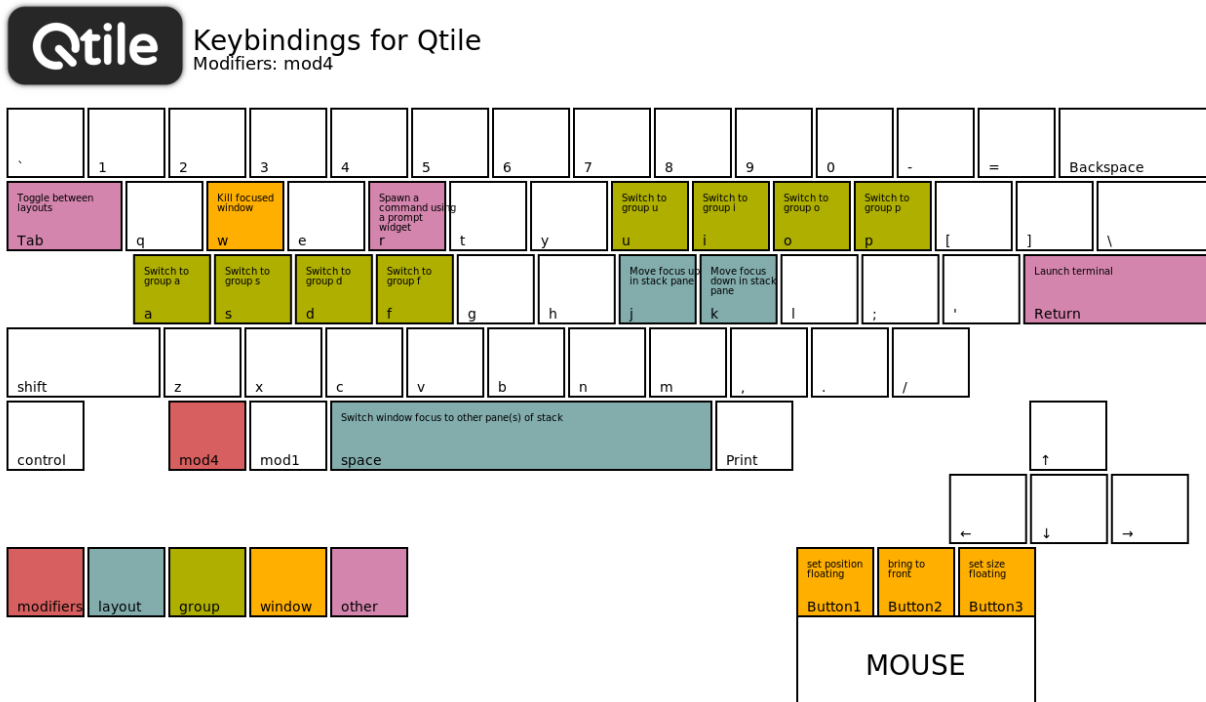 Qtile
Keybindings for Qtile
Modifiers: mod4
`
1
2
3
4
5
6
7
8
9
0
-
=
Backspace
Toggle between
layouts
Tab
q
Kill focused
window
w
e
Spawn a
command using
a prompt
widget
r
t
y
Switch to
group u
u
Switch to
group i
i
Switch to
group o
o
Switch to
group p
p
[
]
\
Switch to
group a
a
Switch to
group s
s
Switch to
group d
d
Switch to
group f
f
g
h
Move focus up
in stack pane
j
Move focus
down in stack
pane
k
l
;
'
Launch terminal
Return
shift
z
x
c
v
b
n
m
,
.
/
control
mod4
mod1
Switch window focus to other pane(s) of stack
space
Print
↑
←
↓
→
modifiers
layout
group
window
other
set position
floating
Button1
bring to
front
Button2
set size
floating
Button3
MOUSE